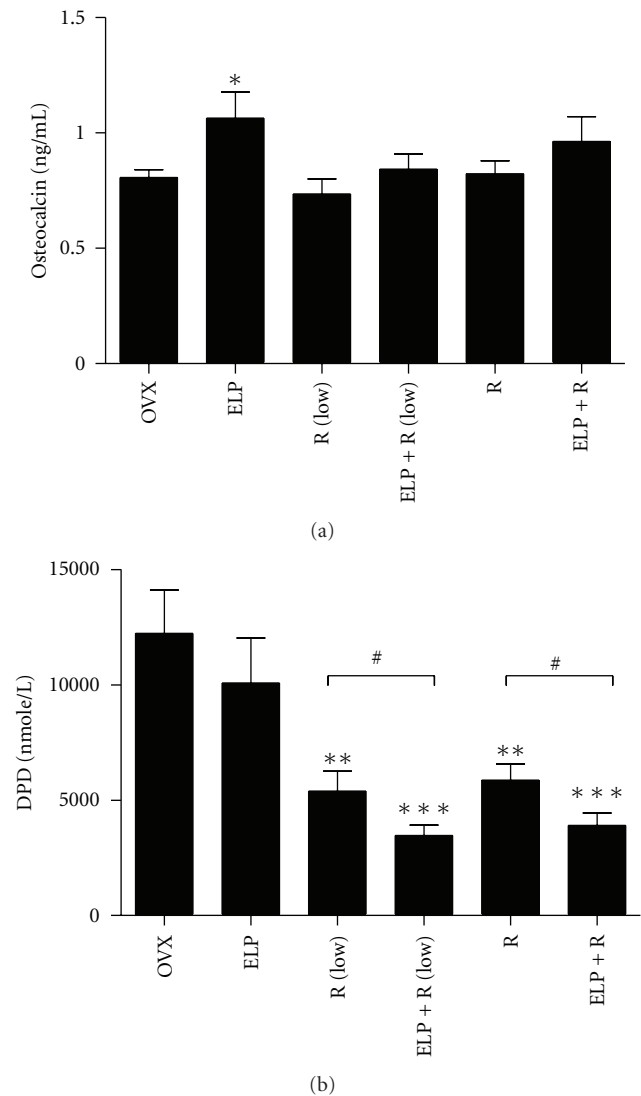 1.5
*
1
0.5
0
Osteocalcin (ng/mL)
OVX
ELP
R (low)
ELP + R (low)
R
ELP + R
(a)
15000
10000
5000
0
DPD (nmole/L)
#
#
**
***
**
***
OVX
ELP
R (low)
ELP + R (low)
R
ELP + R
(b)